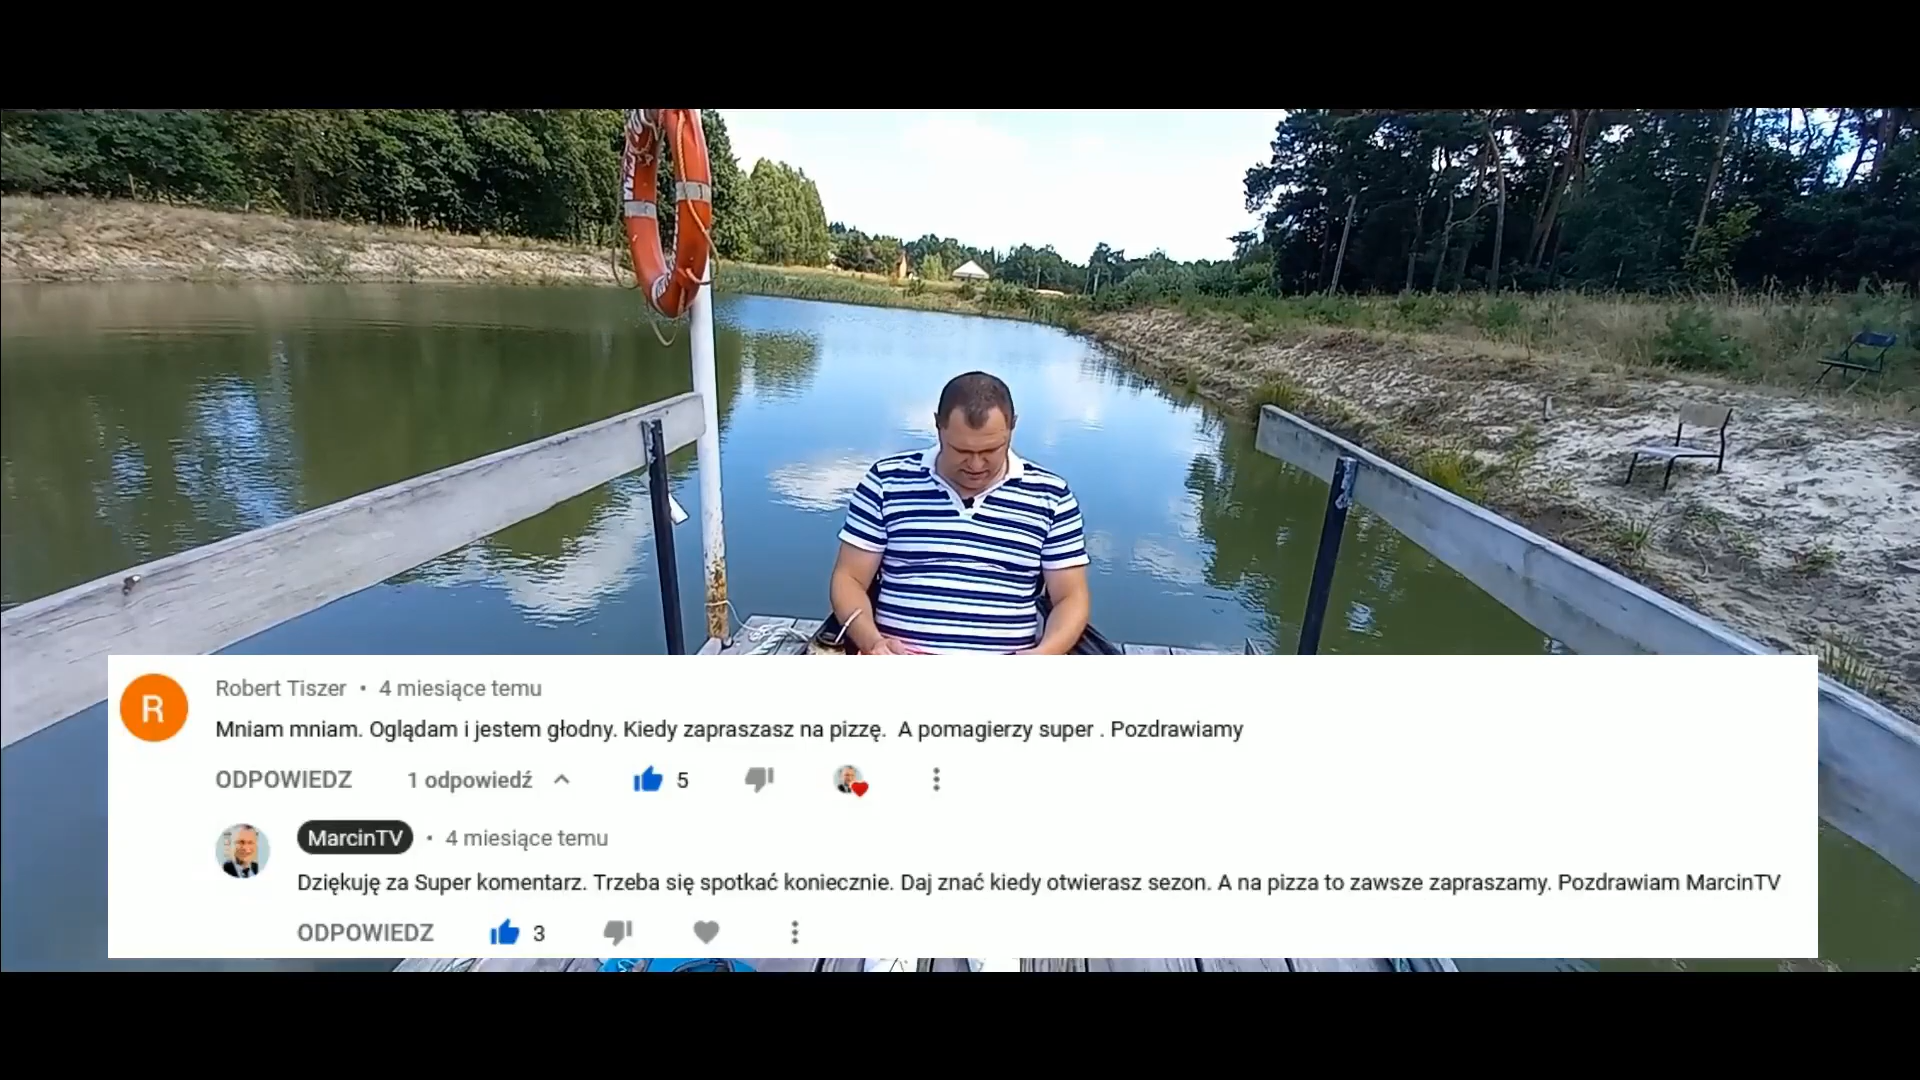 R
Robert Tiszer • 4 miesiące temu
Mniam mniam. Oglądam i jestem głodny. Kiedy zapraszasz na pizzę.  A pomagierzy super . Pozdrawiamy
ODPOWIEDZ 1 odpowiedź 5
MarcinTV • 4 miesiące temu
Dziękuję za Super komentarz. Trzeba się spotkać koniecznie. Daj znać kiedy otwierasz sezon. A na pizza to zawsze zapraszamy. Pozdrawiam MarcinTV
ODPOWIEDZ 3